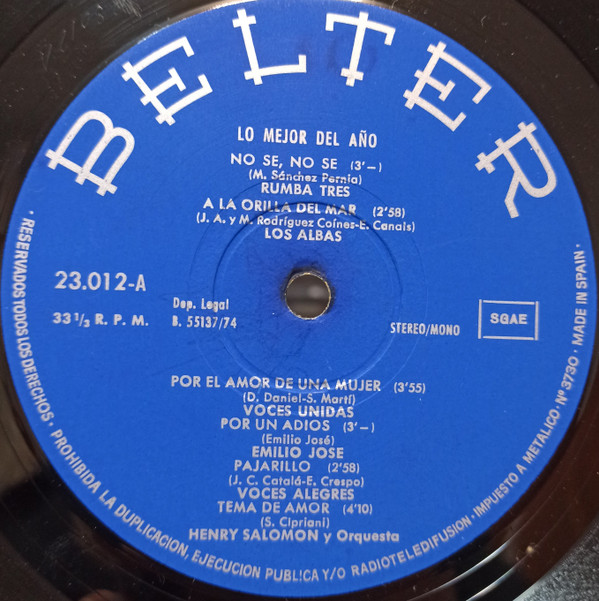 BELTER
LO MEJOR DEL AÑO
NO SE, NO SE (3'—)
(M. Sánchez Pernia)
RUMBA TRES
A LA ORILLA DEL MAR (2'58)
(J. A. y M. Rodríguez Coínes-E. Canals)
LOS ALBAS
23.012-A
Dep. Legal
33 1/3 R. P. M.
B. 55137/74
STEREO/MONO
SGAE
POR EL AMOR DE UNA MUJER (3'55)
(D. Daniel-S. Martí)
VOCES UNIDAS
POR UN ADIOS (3'—)
(Emilio José)
EMILIO JOSE
PAJARILLO (2'58)
(J. C. Catalá-E. Crespo)
VOCES ALEGRES
TEMA DE AMOR (4'10)
(S. Cipriani)
HENRY SALOMON y Orquesta
· RESERVADOS TODOS LOS DERECHOS · PROHIBIDA LA DUPLICACION, EJECUCION PUBLICA Y/O RADIOTELEDIFUSION · IMPUESTO A METALICO · Nº 3730 · MADE IN SPAIN ·